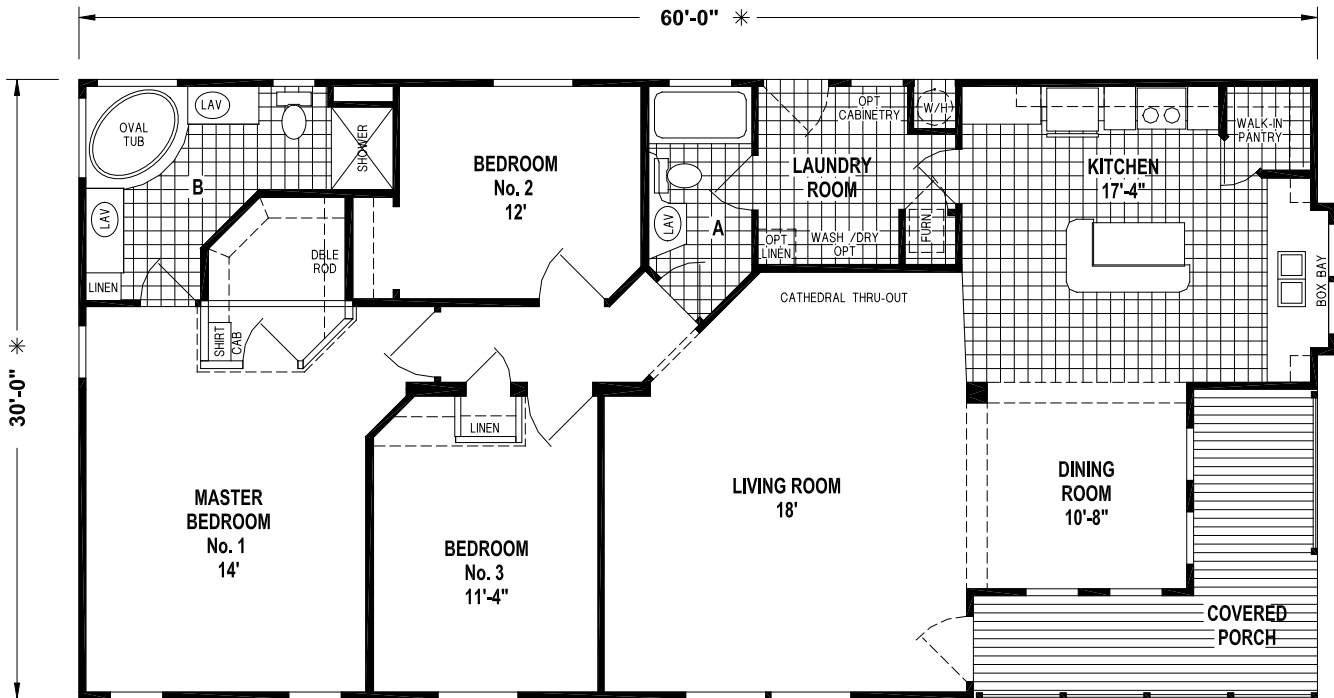 60'-0" ✳
30'-0" ✳
OVAL
TUB
LAV
SHOWER
B
LAV
LINEN
DBLE
ROD
SHIRT
CAB
BEDROOM
No. 2
12'
LAV
A
OPT
CABINETRY
W/H
LAUNDRY
ROOM
OPT
LINEN
WASH /DRY
OPT
FURN
KITCHEN
17'-4"
WALK-IN
PANTRY
BOX BAY
CATHEDRAL THRU-OUT
LINEN
MASTER
BEDROOM
No. 1
14'
BEDROOM
No. 3
11'-4"
LIVING ROOM
18'
DINING
ROOM
10'-8"
COVERED
PORCH